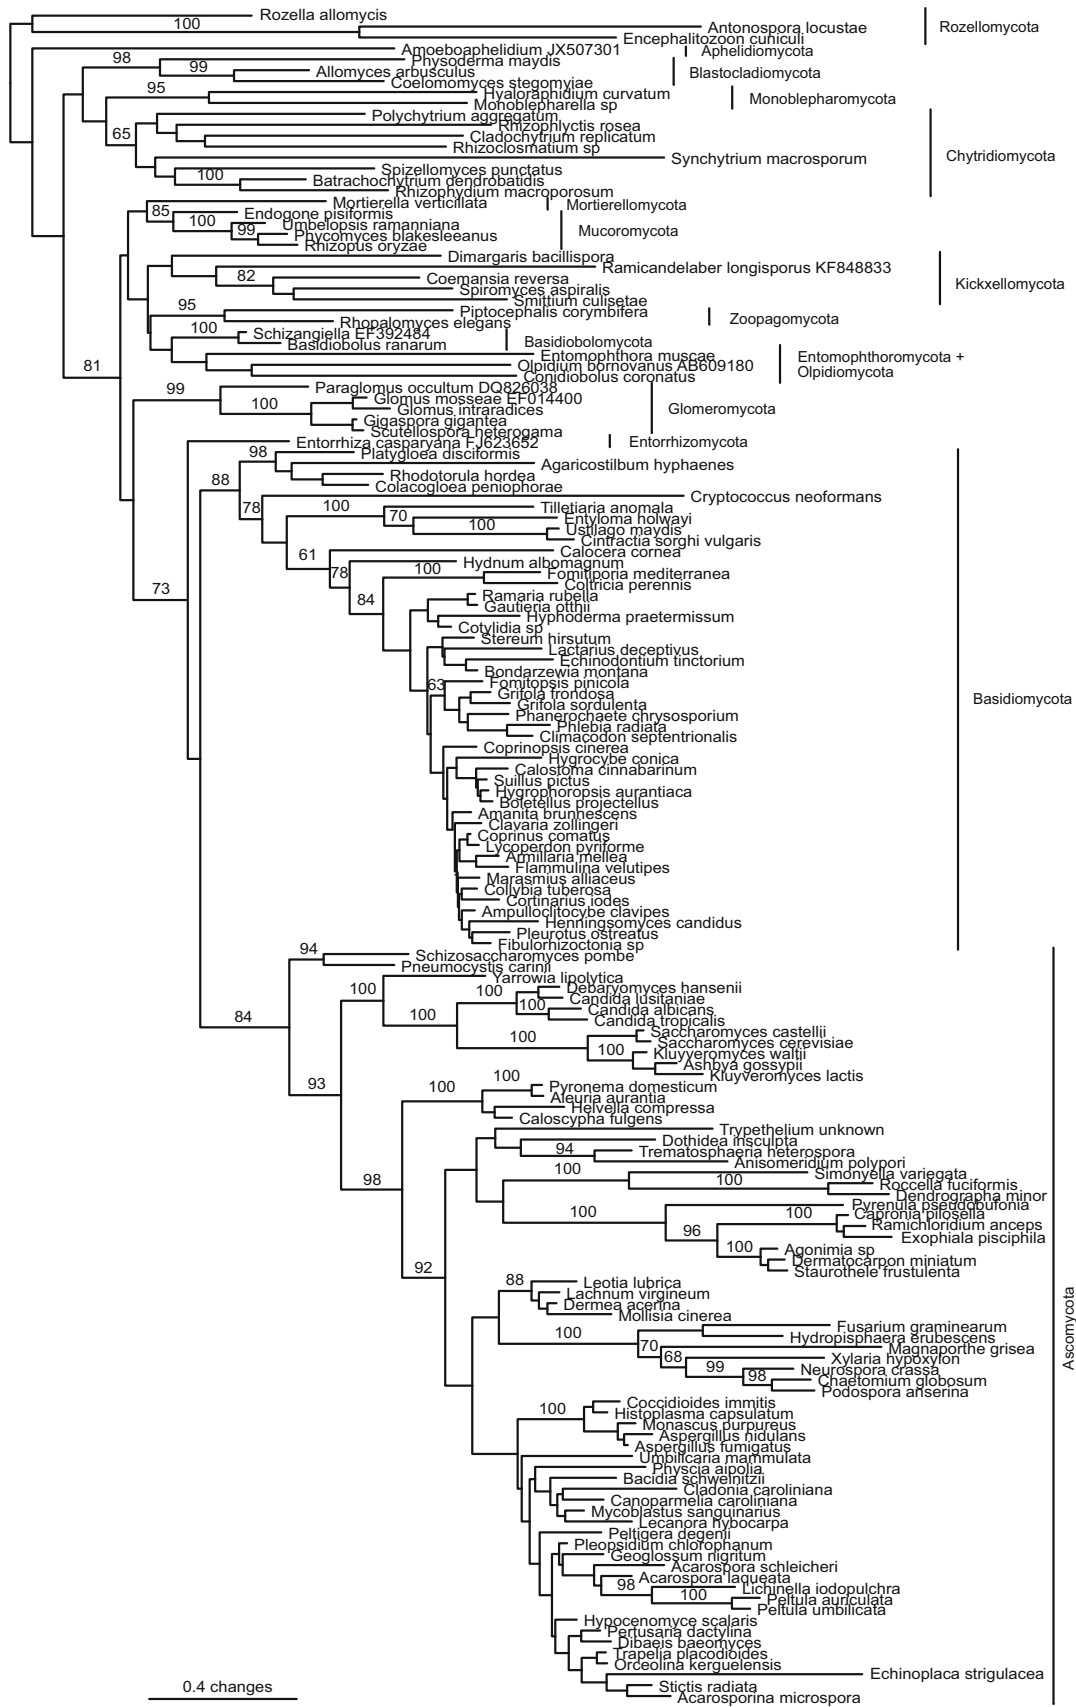 Rozella allomycis
100
Antonospora locustae
Encephalitozoon cuniculi
Rozellomycota
Amoeboaphelidium JX507301
Aphelidiomycota
98
Physoderma maydis
99
Allomyces arbusculus
Coelomomyces stegomyiae
Blastocladiomycota
95
Hyaloraphidium curvatum
Monoblepharella sp
Monoblepharomycota
Polychytrium aggregatum
65
Rhizophlyctis rosea
Cladochytrium replicatum
Rhizoclosmatium sp
Synchytrium macrosporum
Chytridiomycota
Spizellomyces punctatus
100
Batrachochytrium dendrobatidis
Rhizophydium macroporosum
Mortierella verticillata
Mortierellomycota
85
Endogone pisiformis
100
Umbelopsis ramanniana
99
Phycomyces blakesleeanus
Rhizopus oryzae
Mucoromycota
Dimargaris bacillispora
Ramicandelaber longisporus KF848833
82
Coemansia reversa
Spiromyces aspiralis
Smittium culisetae
Kickxellomycota
95
Piptocephalis corymbifera
Rhopalomyces elegans
Zoopagomycota
100
Schizangiella EF392484
Basidiobolus ranarum
Basidiobolomycota
Entomophthora muscae
Olpidium bornovanus AB609180
Conidiobolus coronatus
Entomophthoromycota +
Olpidiomycota
81
99
Paraglomus occultum DQ826038
100
Glomus mosseae EF014400
Glomus intraradices
Gigaspora gigantea
Scutellospora heterogama
Glomeromycota
Entorrhiza casparyana FJ623652
Entorrhizomycota
98
Platygloea disciformis
Agaricostilbum hyphaenes
Rhodotorula hordea
Colacogloea peniophorae
88
Cryptococcus neoformans
78
100
Tilletiaria anomala
70
Entyloma holwayi
100
Ustilago maydis
Cintractia sorghi vulgaris
61
Calocera cornea
78
Hydnum albomagnum
100
Fomitiporia mediterranea
Coltricia perennis
73
84
Ramaria rubella
Gautieria otthii
Hyphoderma praetermissum
Cotylidia sp
Stereum hirsutum
Lactarius deceptivus
Echinodontium tinctorium
Bondarzewia montana
63
Fomitopsis pinicola
Grifola frondosa
Grifola sordulenta
Phanerochaete chrysosporium
Phlebia radiata
Climacodon septentrionalis
Basidiomycota
Coprinopsis cinerea
Hygrocybe conica
Calostoma cinnabarinum
Suillus pictus
Hygrophoropsis aurantiaca
Boletellus projectellus
Amanita brunnescens
Clavaria zollingeri
Coprinus comatus
Lycoperdon pyriforme
Armillaria mellea
Flammulina velutipes
Marasmius alliaceus
Collybia tuberosa
Cortinarius iodes
Ampulloclitocybe clavipes
Henningsomyces candidus
Pleurotus ostreatus
Fibulorhizoctonia sp
94
Schizosaccharomyces pombe
Pneumocystis carinii
Yarrowia lipolytica
100
100
Debaryomyces hansenii
Candida lusitaniae
100
Candida albicans
Candida tropicalis
84
100
100
Saccharomyces castellii
Saccharomyces cerevisiae
100
Kluyveromyces waltii
Ashbya gossypii
Kluyveromyces lactis
93
100
100
Pyronema domesticum
Aleuria aurantia
Helvella compressa
Caloscypha fulgens
Trypethelium unknown
Dothidea insculpta
94
Trematosphaeria heterospora
Anisomeridium polypori
98
100
Simonyella variegata
100
Roccella fuciformis
Dendrographa minor
100
Pyrenula pseudobufonia
100
Capronia pilosella
Ramichloridium anceps
Exophiala pisciphila
96
100
Agonimia sp
Dermatocarpon miniatum
Staurothele frustulenta
92
88
Leotia lubrica
Lachnum virgineum
Dermea acerina
Mollisia cinerea
100
Fusarium graminearum
Hydropisphaera erubescens
70
Magnaporthe grisea
68
Xylaria hypoxylon
99
Neurospora crassa
98
Chaetomium globosum
Podospora anserina
Ascomycota
100
Coccidioides immitis
Histoplasma capsulatum
Monascus purpureus
Aspergillus nidulans
Aspergillus fumigatus
Umbilicaria mammulata
Physcia aipolia
Bacidia schweinitzii
Cladonia caroliniana
Canoparmelia caroliniana
Mycoblastus sanguinarius
Lecanora hybocarpa
Peltigera degenii
Pleopsidium chlorophanum
Geoglossum nigritum
Acarospora schleicheri
Acarospora laqueata
98
Lichinella iodopulchra
100
Peltula auriculata
Peltula umbilicata
Hypocenomyce scalaris
Pertusaria dactylina
Dibaeis baeomyces
Trapelia placodioides
Orceolina kerguelensis
Echinoplaca strigulacea
Stictis radiata
Acarosporina microspora
0.4 changes